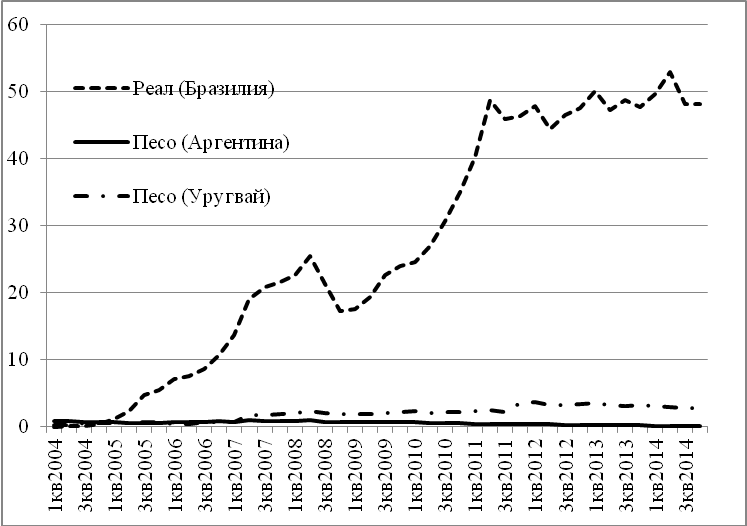 60
50
40
30
20
10
0
Реал (Бразилия)
Песо (Аргентина)
Песо (Уругвай)
1кв2004
3кв2004
1кв2005
3кв2005
1кв2006
3кв2006
1кв2007
3кв2007
1кв2008
3кв2008
1кв2009
3кв2009
1кв2010
3кв2010
1кв2011
3кв2011
1кв2012
3кв2012
1кв2013
3кв2013
1кв2014
3кв2014